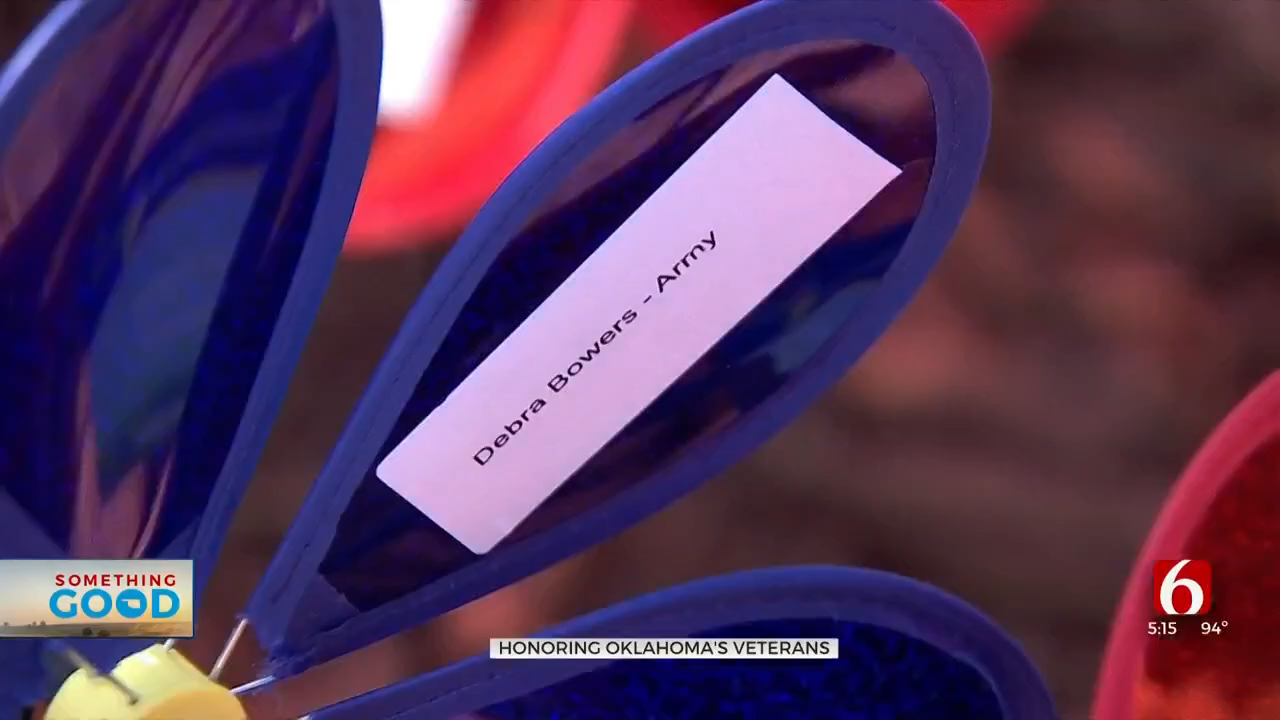 Debra Bowers - Army
SOMETHING
GOOD
HONORING OKLAHOMA'S VETERANS
6
5:15 94°